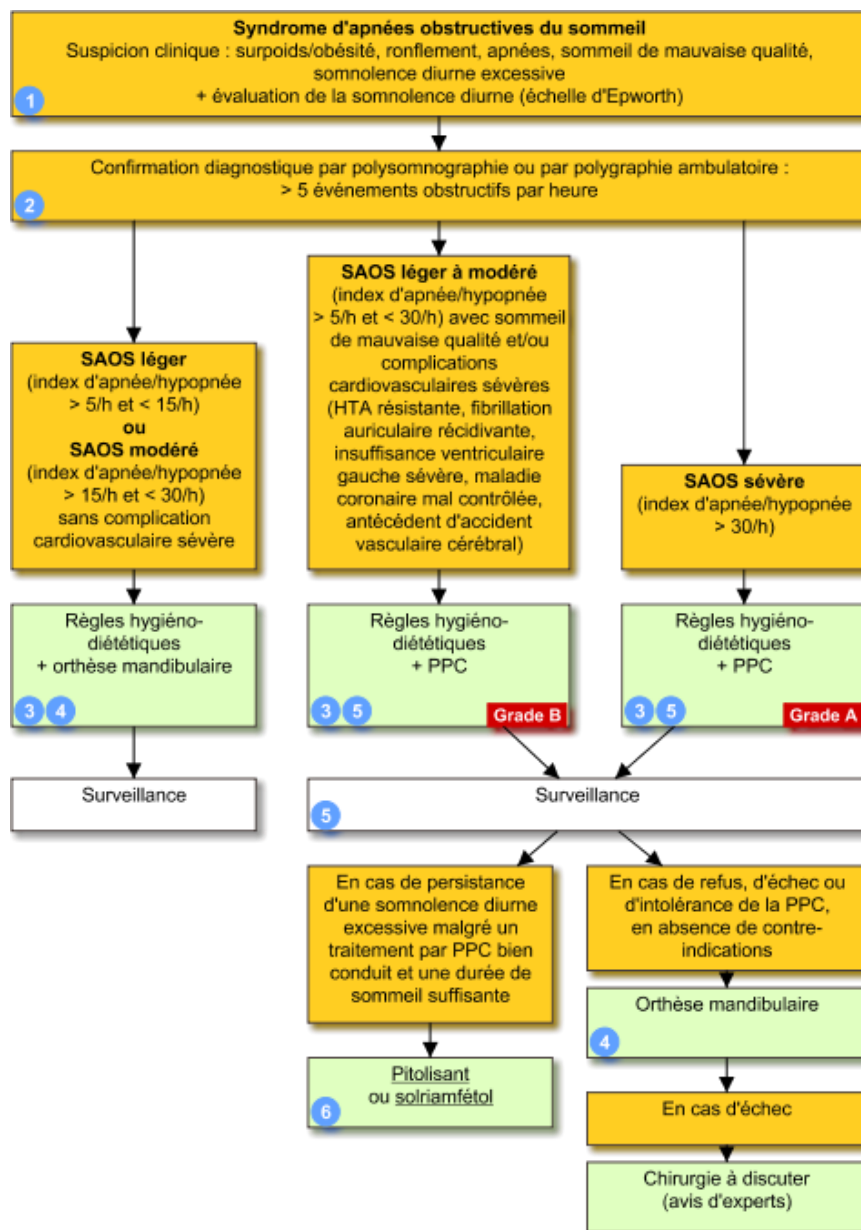 Syndrome d'apnées obstructives du sommeil
Suspicion clinique : surpoids/obésité, ronflement, apnées, sommeil de mauvaise qualité,
somnolence diurne excessive
+ évaluation de la somnolence diurne (échelle d'Epworth)
1
Confirmation diagnostique par polysomnographie ou par polygraphie ambulatoire :
> 5 événements obstructifs par heure
2
SAOS léger
(index d'apnée/hypopnée
> 5/h et < 15/h)
ou
SAOS modéré
(index d'apnée/hypopnée
> 15/h et < 30/h)
sans complication
cardiovasculaire sévère
SAOS léger à modéré
(index d'apnée/hypopnée
> 5/h et < 30/h) avec sommeil
de mauvaise qualité et/ou
complications
cardiovasculaires sévères
(HTA résistante, fibrillation
auriculaire récidivante,
insuffisance ventriculaire
gauche sévère, maladie
coronaire mal contrôlée,
antécédent d'accident
vasculaire cérébral)
SAOS sévère
(index d'apnée/hypopnée
> 30/h)
Règles hygiéno-
diététiques
+ orthèse mandibulaire
3 4
Règles hygiéno-
diététiques
+ PPC
3 5
Grade B
Règles hygiéno-
diététiques
+ PPC
3 5
Grade A
Surveillance
Surveillance
5
En cas de persistance
d'une somnolence diurne
excessive malgré un
traitement par PPC bien
conduit et une durée de
sommeil suffisante
En cas de refus, d'échec ou
d'intolérance de la PPC,
en absence de contre-
indications
Pitolisant
ou solriamfétol
6
Orthèse mandibulaire
4
En cas d'échec
Chirurgie à discuter
(avis d'experts)